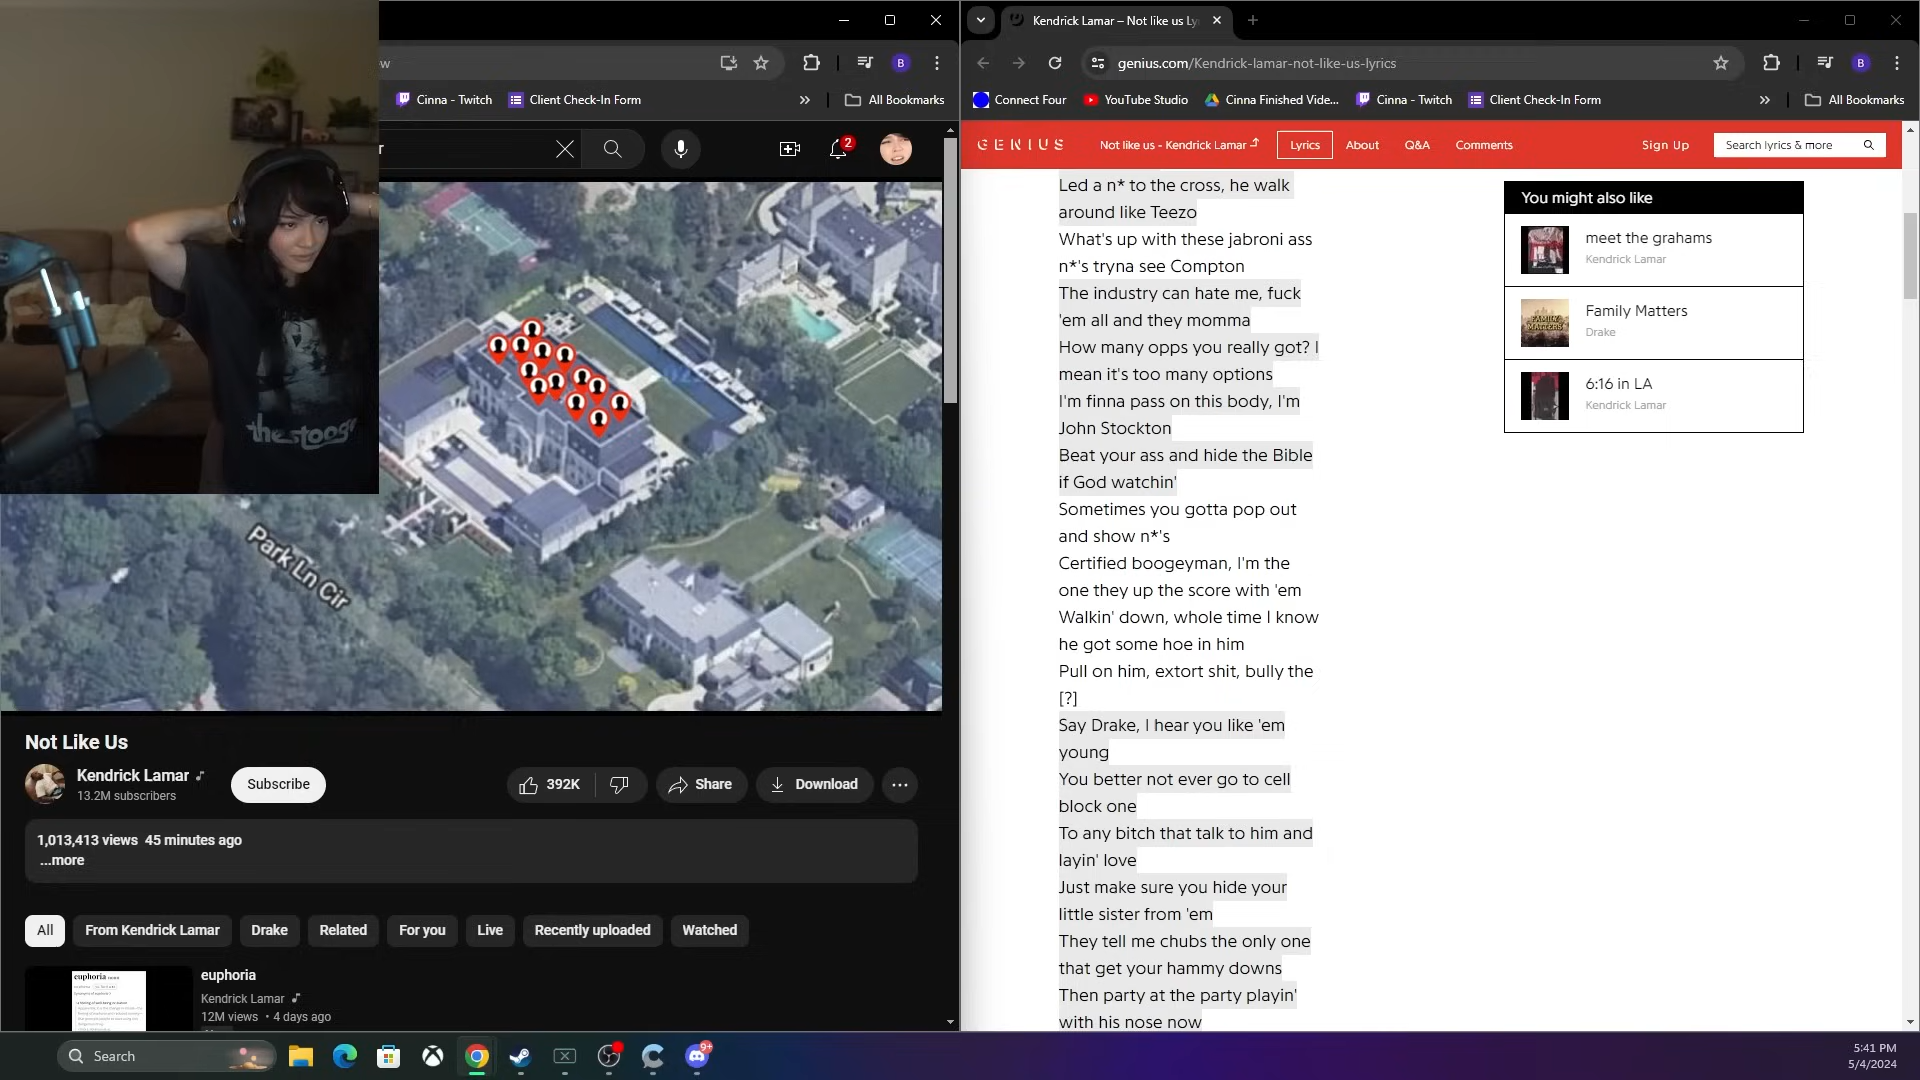 w
Cinna - Twitch
Client Check-In Form
»
All Bookmarks
r
B
2
the stooges
Park Ln Cir
Not Like Us
Kendrick Lamar
13.2M subscribers
Subscribe
392K
Share
Download
1,013,413 views 45 minutes ago
...more
All
From Kendrick Lamar
Drake
Related
For you
Live
Recently uploaded
Watched
euphoria
euphoria
Kendrick Lamar
12M views • 4 days ago
Kendrick Lamar – Not like us Ly
genius.com/Kendrick-lamar-not-like-us-lyrics
B
Connect Four
YouTube Studio
Cinna Finished Vide...
Cinna - Twitch
Client Check-In Form
»
All Bookmarks
GENIUS
Not like us - Kendrick Lamar
Lyrics
About
Q&A
Comments
Sign Up
Search lyrics & more
Led a n* to the cross, he walk
around like Teezo
What's up with these jabroni ass
n*'s tryna see Compton
The industry can hate me, fuck
'em all and they momma
How many opps you really got? I
mean it's too many options
I'm finna pass on this body, I'm
John Stockton
Beat your ass and hide the Bible
if God watchin'
Sometimes you gotta pop out
and show n*'s
Certified boogeyman, I'm the
one they up the score with 'em
Walkin' down, whole time I know
he got some hoe in him
Pull on him, extort shit, bully the
[?]
Say Drake, I hear you like 'em
young
You better not ever go to cell
block one
To any bitch that talk to him and
layin' love
Just make sure you hide your
little sister from 'em
They tell me chubs the only one
that get your hammy downs
Then party at the party playin'
with his nose now
You might also like
meet the grahams
Kendrick Lamar
Family Matters
Drake
FAMILY
MATTERS
6:16 in LA
Kendrick Lamar
Search
9+
5:41 PM
5/4/2024